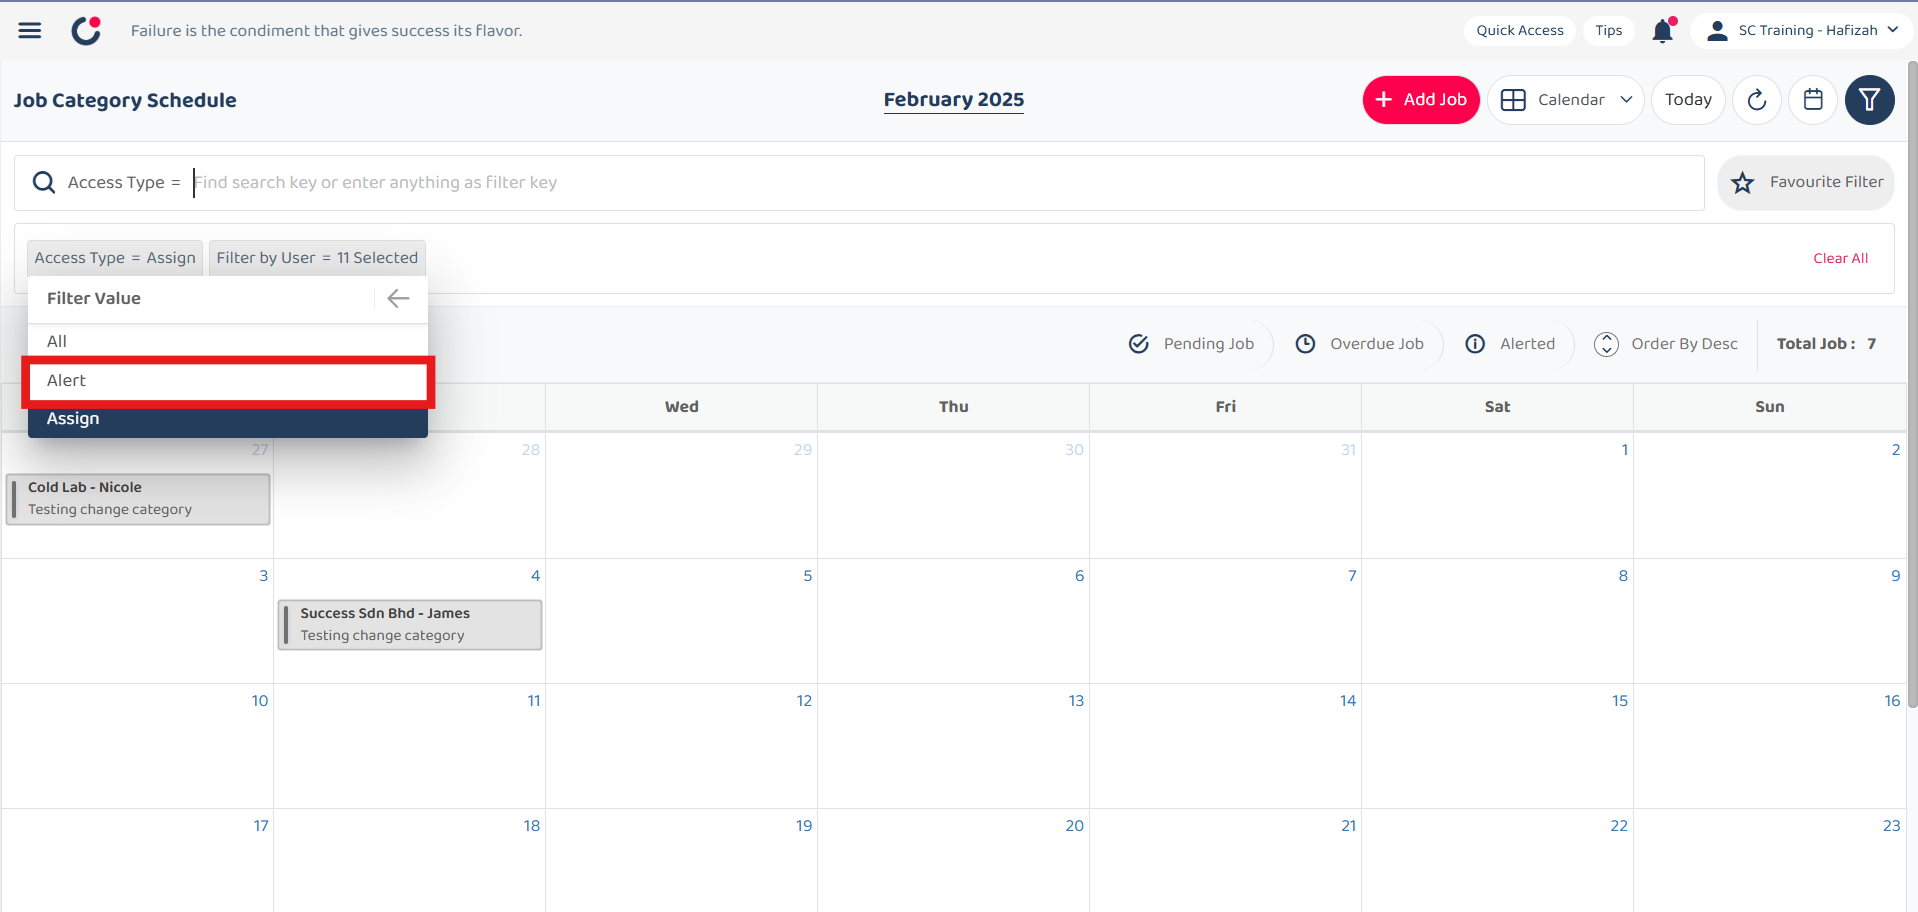 Failure is the condiment that gives success its flavor.
Quick Access
Tips
SC Training - Hafizah
Job Category Schedule
February 2025
+ Add Job
Calendar
Today
Access Type =
Find search key or enter anything as filter key
Favourite Filter
Access Type = Assign
Filter by User = 11 Selected
Clear All
Filter Value
All
Alert
Assign
Pending Job
Overdue Job
Alerted
Order By Desc
Total Job : 7
Wed
Thu
Fri
Sat
Sun
27
28
29
30
31
1
2
Cold Lab - Nicole
Testing change category
3
4
5
6
7
8
9
Success Sdn Bhd - James
Testing change category
10
11
12
13
14
15
16
17
18
19
20
21
22
23